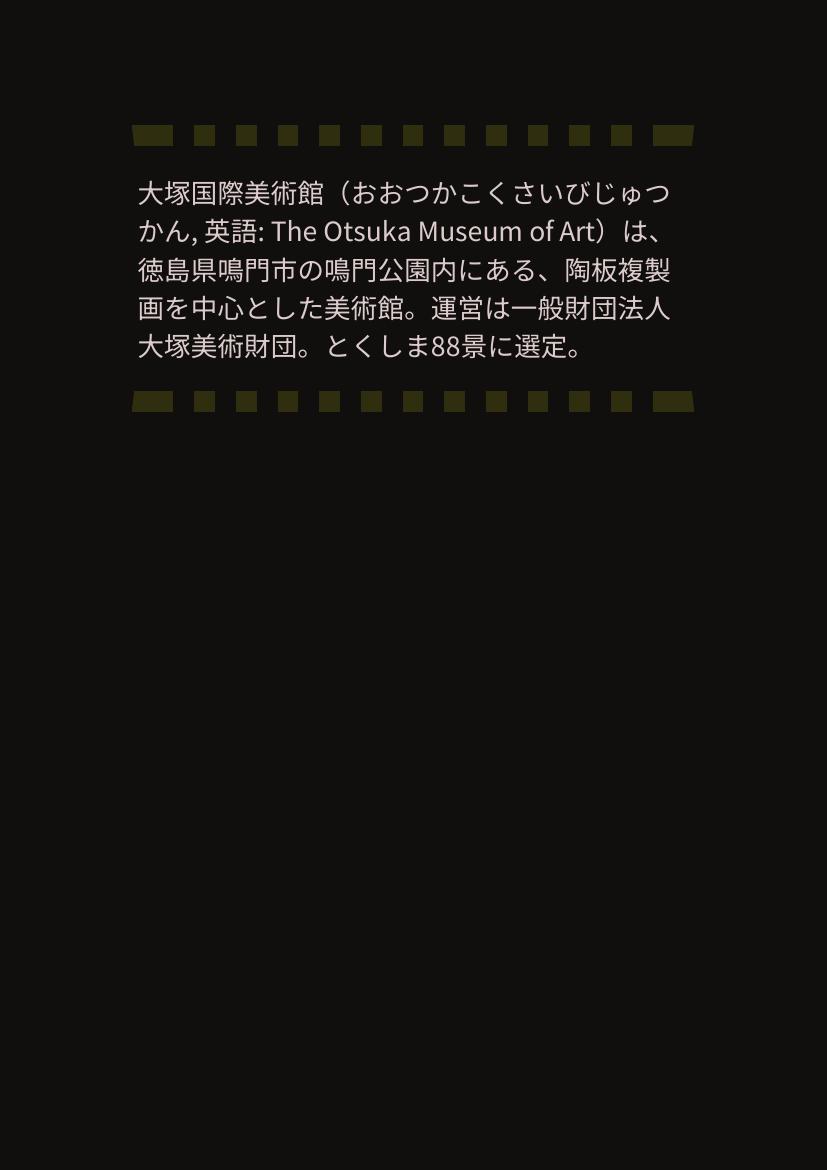 大塚国際美術館（おおつかこくさいびじゅつ
かん, 英語: The Otsuka Museum of Art）は、
徳島県鳴門市の鳴門公園内にある、陶板複製
画を中心とした美術館。運営は一般財団法人
大塚美術財団。とくしま88景に選定。